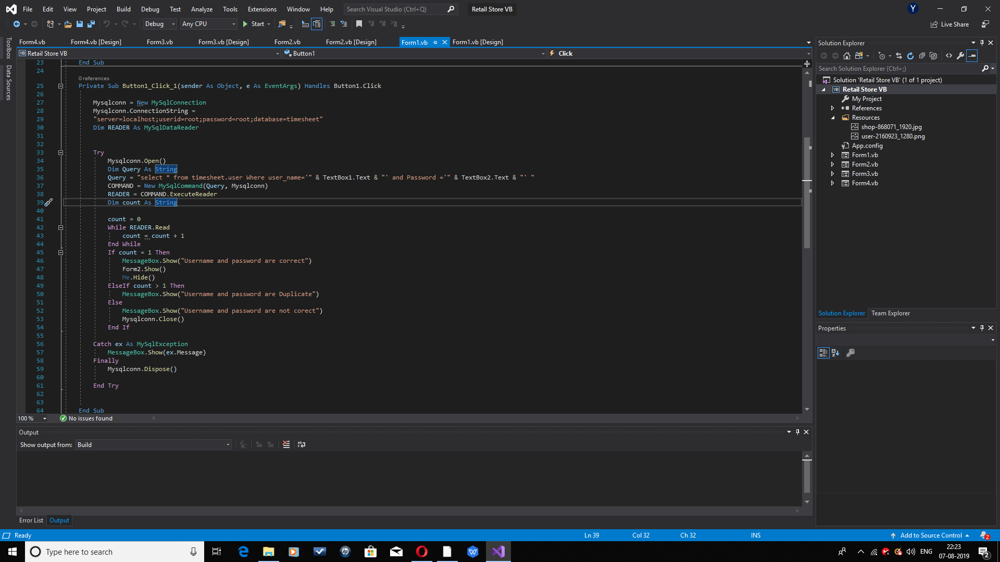 File Edit View Project Build Debug Test Analyze Tools Extensions Window Help Search Visual Studio (Ctrl+Q) Retail Store VB Y
Debug Any CPU Start Live Share
Form4.vb Form4.vb [Design] Form3.vb Form3.vb [Design] Form2.vb Form2.vb [Design] Form1.vb Form1.vb [Design]
Toolbox
Data Sources
VB Retail Store VB Button1 Click
23 End Sub
24
0 references
25 Private Sub Button1_Click_1(sender As Object, e As EventArgs) Handles Button1.Click
26
27 Mysqlconn = New MySqlConnection
28 Mysqlconn.ConnectionString =
29 "server=localhost;userid=root;password=root;database=timesheet"
30 Dim READER As MySqlDataReader
31
32
33 Try
34 Mysqlconn.Open()
35 Dim Query As String
36 Query = "select * from timesheet.user Where user_name='" & TextBox1.Text & "' and Password ='" & TextBox2.Text & "' "
37 COMMAND = New MySqlCommand(Query, Mysqlconn)
38 READER = COMMAND.ExecuteReader
39 Dim count As String
40
41 count = 0
42 While READER.Read
43 count = count + 1
44 End While
45 If count = 1 Then
46 MessageBox.Show("Username and password are correct")
47 Form2.Show()
48 Me.Hide()
49 ElseIf count > 1 Then
50 MessageBox.Show("Username and password are Duplicate")
51 Else
52 MessageBox.Show("Username and password are not corect")
53 Mysqlconn.Close()
54 End If
55
56 Catch ex As MySqlException
57 MessageBox.Show(ex.Message)
58 Finally
59 Mysqlconn.Dispose()
60
61 End Try
62
63
64 End Sub
100 % No issues found
Output
Show output from: Build
Error List Output
Solution Explorer
Search Solution Explorer (Ctrl+;)
Solution 'Retail Store VB' (1 of 1 project)
VB Retail Store VB
My Project
References
Resources
shop-868071_1920.jpg
user-2160923_1280.png
App.config
Form1.vb
Form2.vb
Form3.vb
Form4.vb
Solution Explorer Team Explorer
Properties
Ready Ln 39 Col 32 Ch 32 INS Add to Source Control 2
Type here to search ENG 22:23
07-08-2019 2